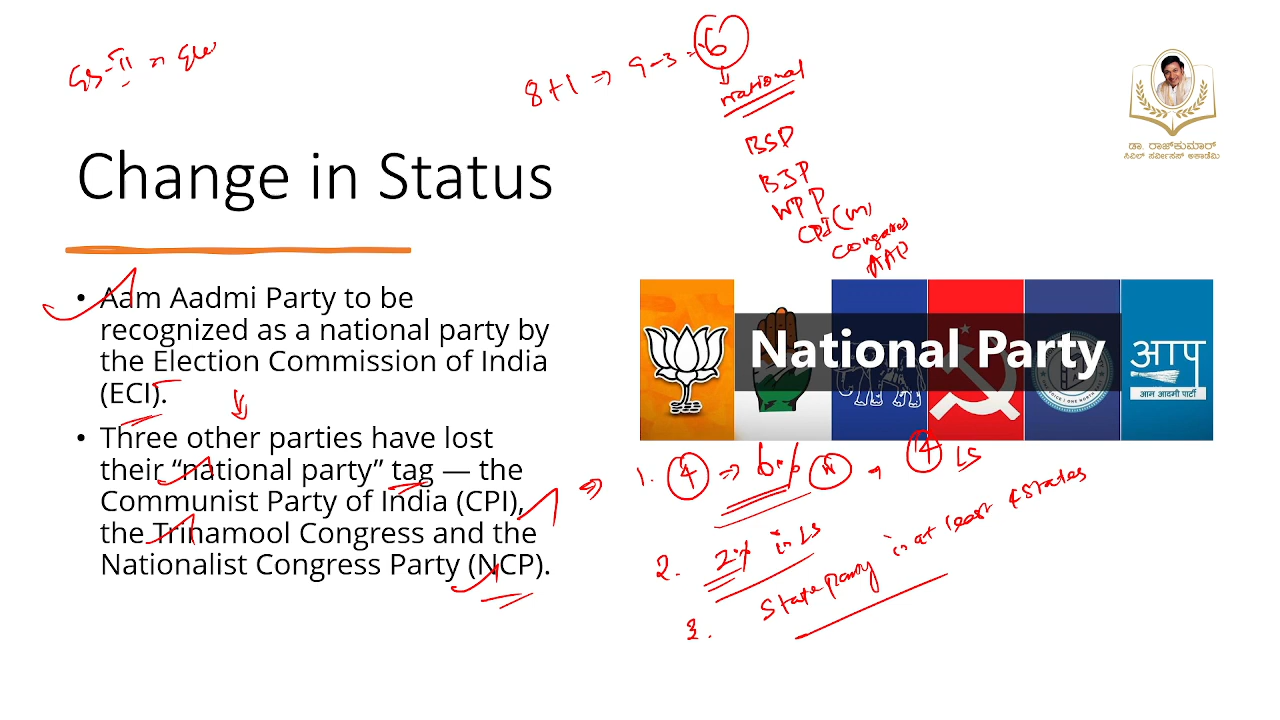 GS-II
8+1 ⇒ 9-3 = 6
national
BSP
BJP
NPP
CPI(M)
Congress
AAP
ಡಾ. ರಾಜ್‌ಕುಮಾರ್
ಸಿವಿಲ್ ಸರ್ವೀಸಸ್ ಅಕಾಡೆಮಿ
Change in Status
• Aam Aadmi Party to be
recognized as a national party by
the Election Commission of India
(ECI).
• Three other parties have lost
their “national party” tag — the
Communist Party of India (CPI),
the Trinamool Congress and the
Nationalist Congress Party (NCP).
National Party
आप
आम आदमी पार्टी
1. 4 ⇒ 6% 4 LS
2. 2% in LS
3. State party in at least 4 states